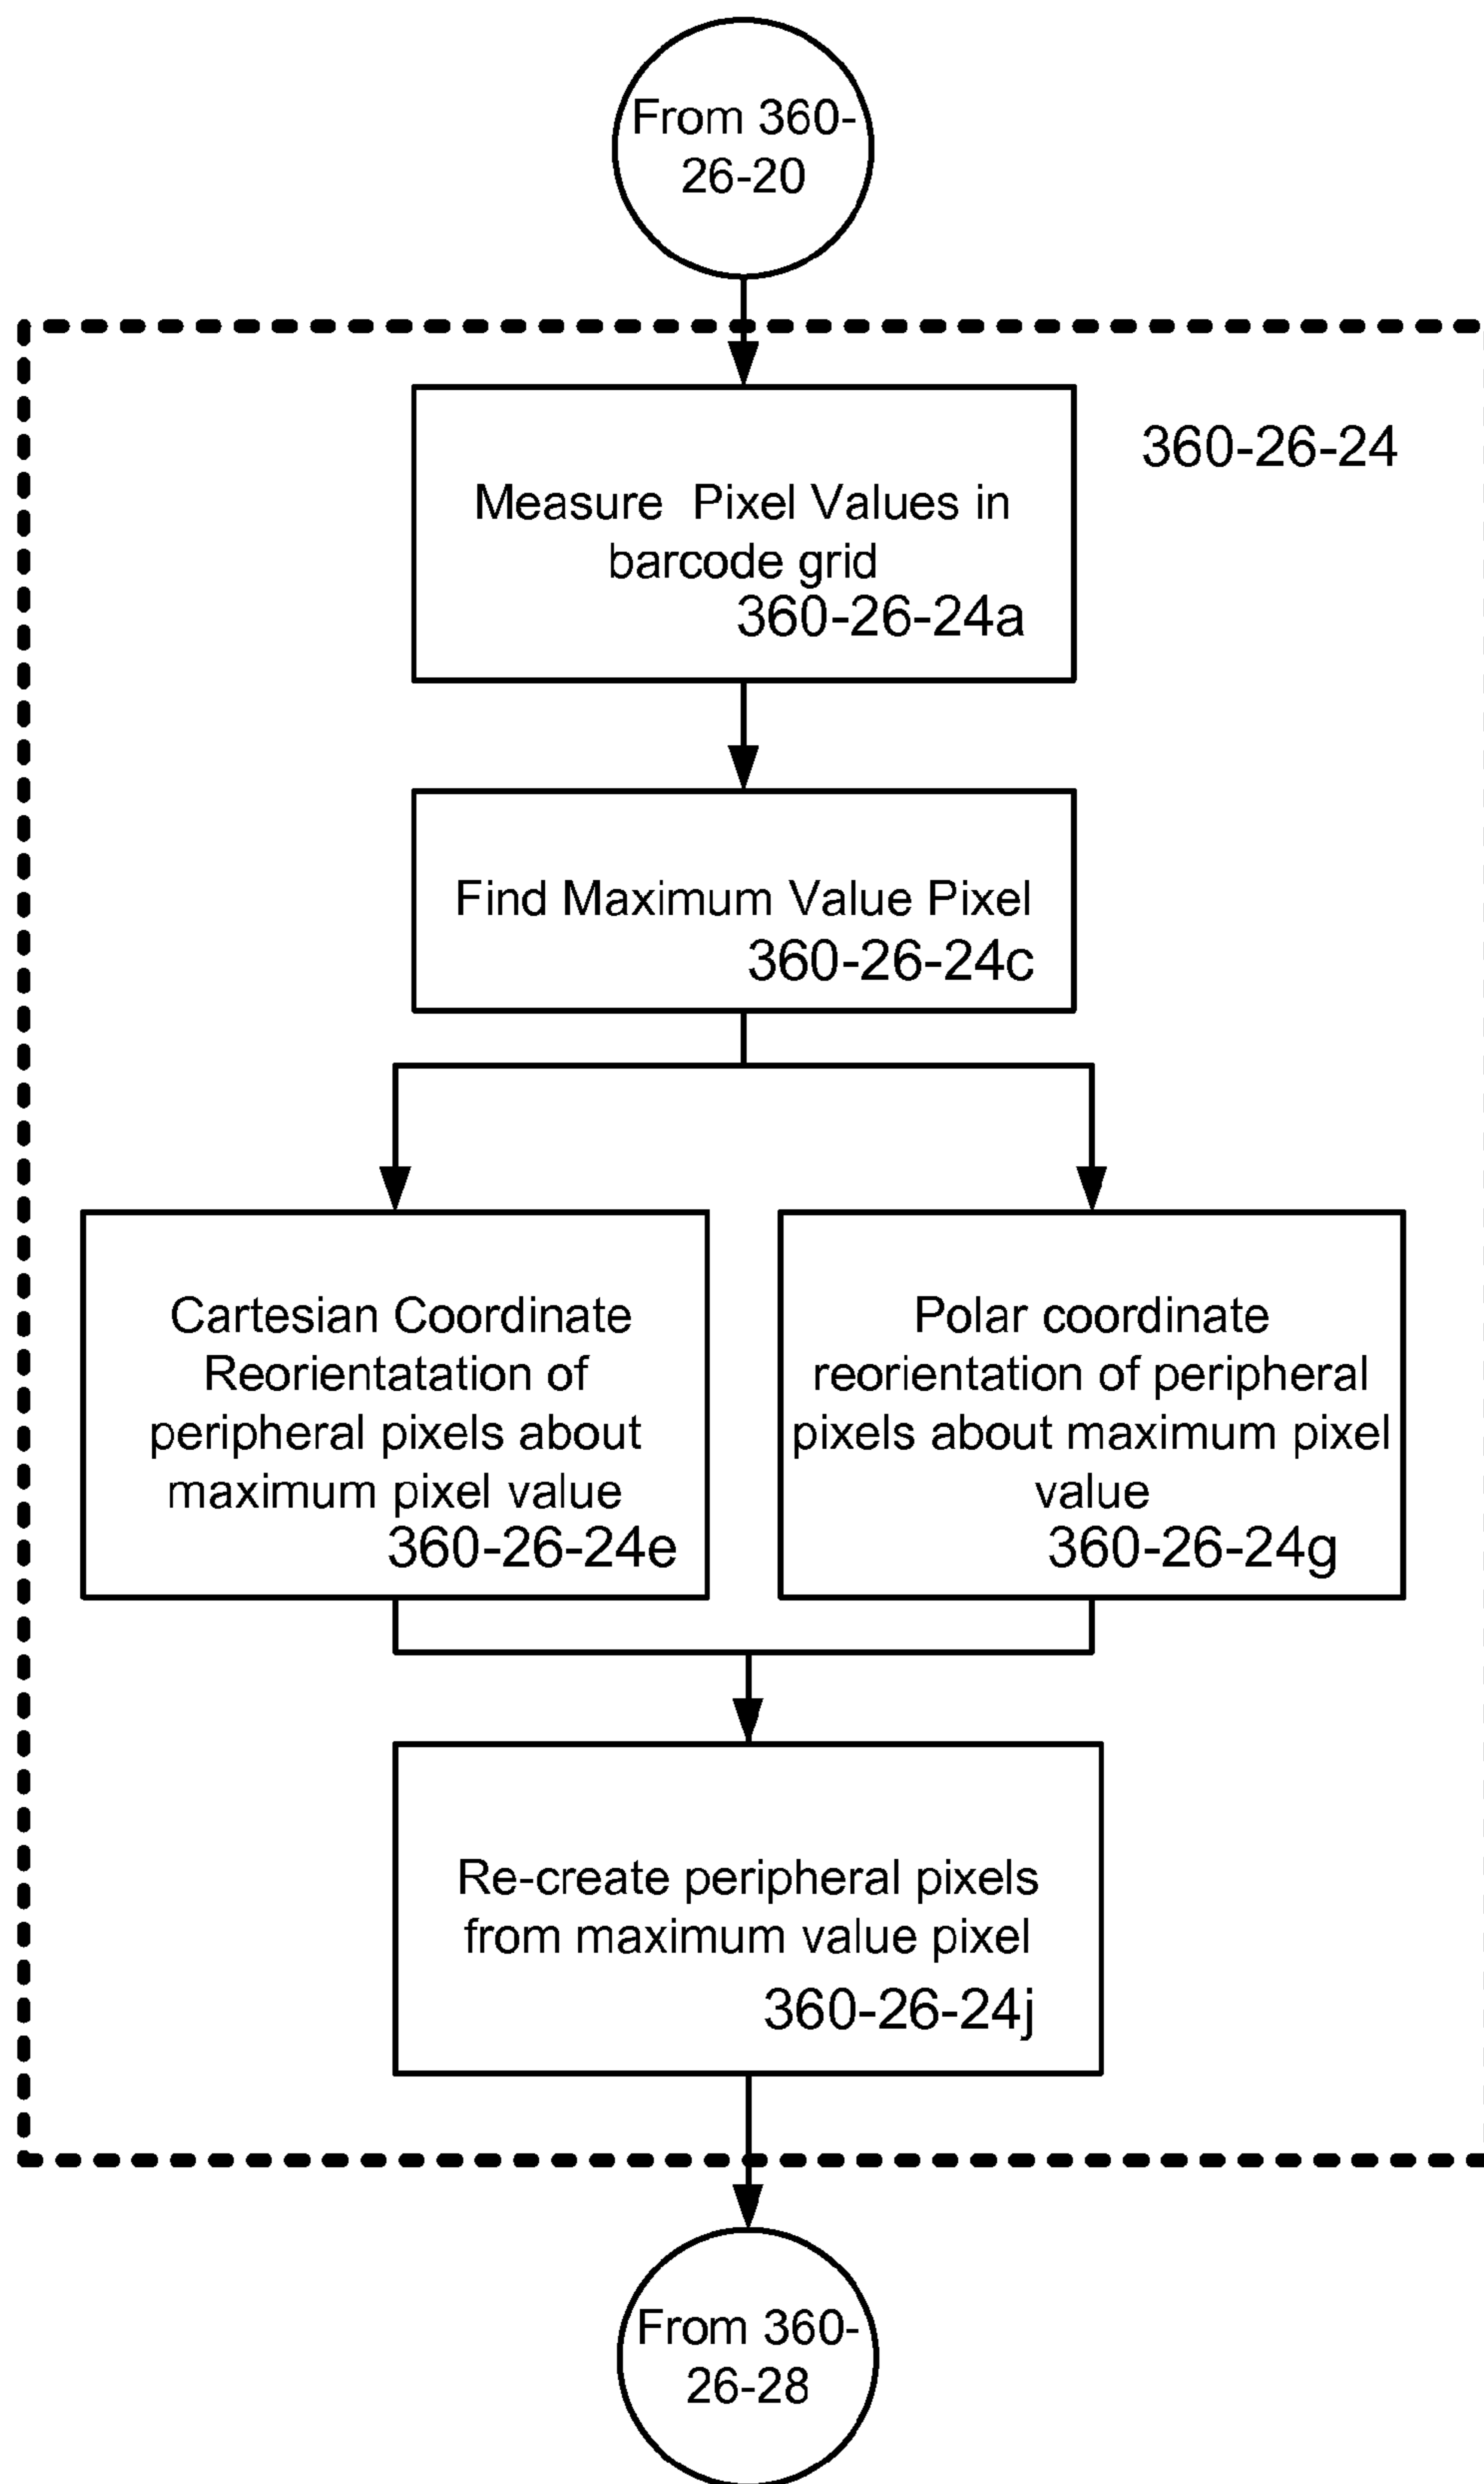 From 360-
26-20
360-26-24
Measure  Pixel Values in
barcode grid
360-26-24a
Find Maximum Value Pixel
360-26-24c
Cartesian Coordinate
Reorientatation of
peripheral pixels about
maximum pixel value
360-26-24e
Polar coordinate
reorientation of peripheral
pixels about maximum pixel
value
360-26-24g
Re-create peripheral pixels
from maximum value pixel
360-26-24j
From 360-
26-28